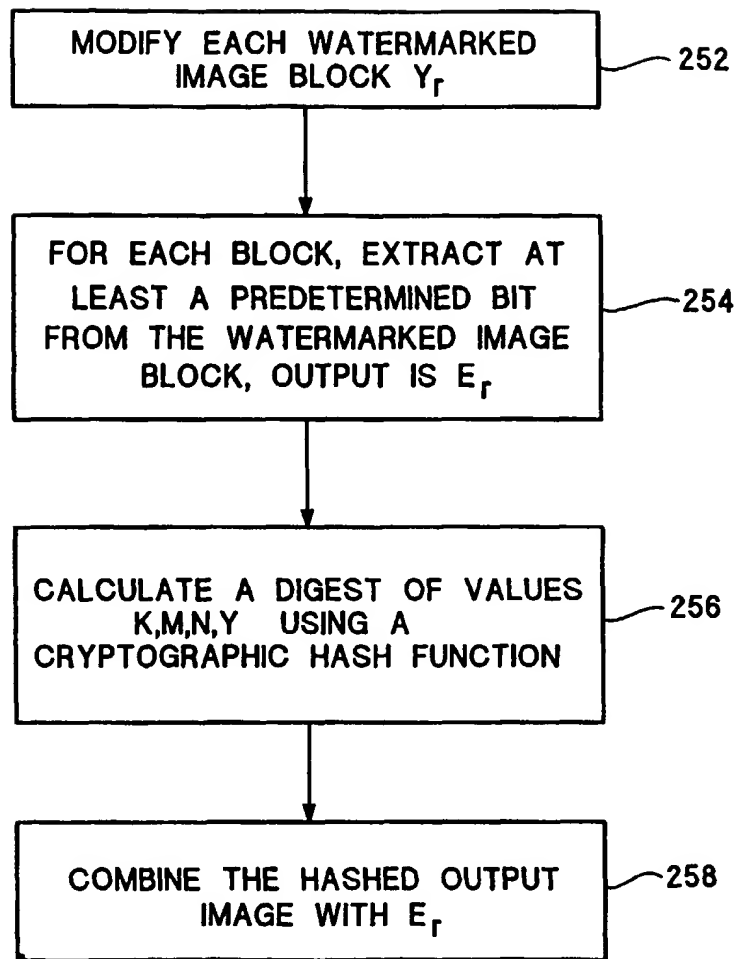 MODIFY EACH WATERMARKED
IMAGE BLOCK Yr
252
FOR EACH BLOCK, EXTRACT AT
LEAST A PREDETERMINED BIT
FROM THE WATERMARKED IMAGE
BLOCK, OUTPUT IS Er
254
CALCULATE A DIGEST OF VALUES
K,M,N,Y USING A
CRYPTOGRAPHIC HASH FUNCTION
256
COMBINE THE HASHED OUTPUT
IMAGE WITH Er
258